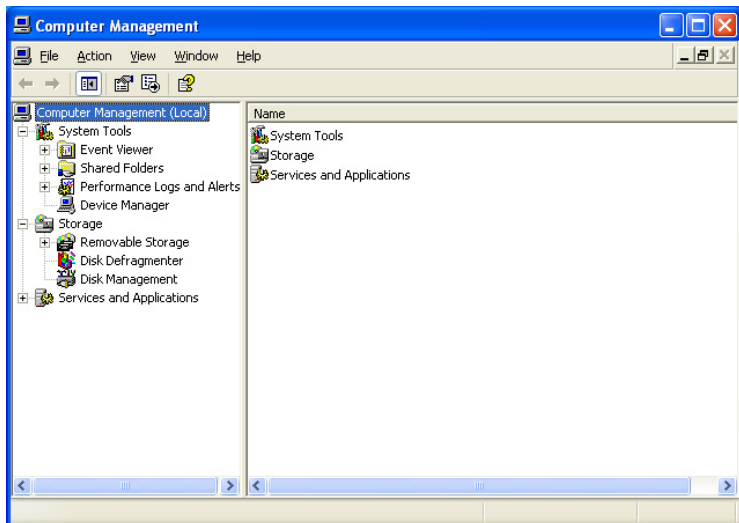 Computer Management
File Action View Window Help
Computer Management (Local)
System Tools
Event Viewer
Shared Folders
Performance Logs and Alerts
Device Manager
Storage
Removable Storage
Disk Defragmenter
Disk Management
Services and Applications
Name
System Tools
Storage
Services and Applications